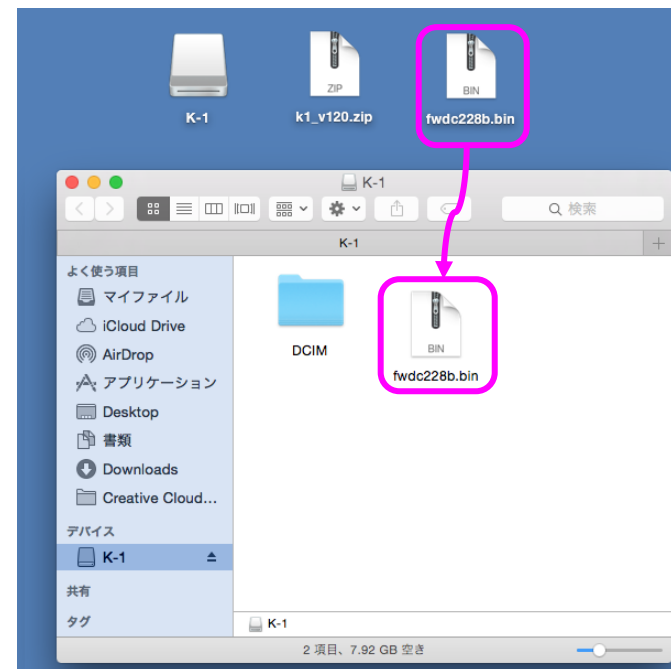 K-1
ZIP
k1_v120.zip
BIN
fwdc228b.bin
K-1
検索
K-1
よく使う項目
マイファイル
iCloud Drive
AirDrop
アプリケーション
Desktop
書類
Downloads
Creative Cloud...
デバイス
K-1
共有
タグ
DCIM
BIN
fwdc228b.bin
K-1
2 項目、7.92 GB 空き